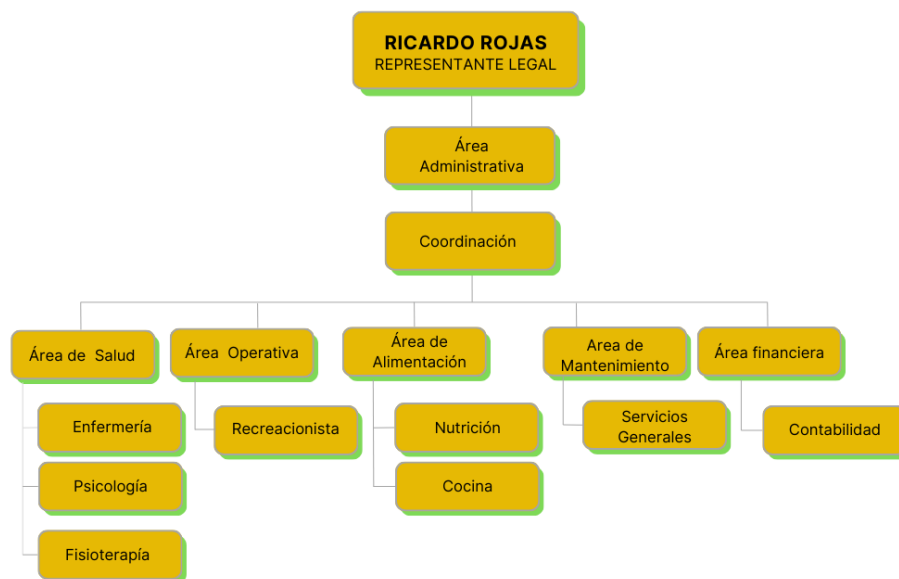 RICARDO ROJAS
REPRESENTANTE LEGAL
Área
Administrativa
Coordinación
Área de Salud
Área Operativa
Área de
Alimentación
Area de
Mantenimiento
Área financiera
Enfermería
Recreacionista
Nutrición
Servicios
Generales
Contabilidad
Psicología
Cocina
Fisioterapía